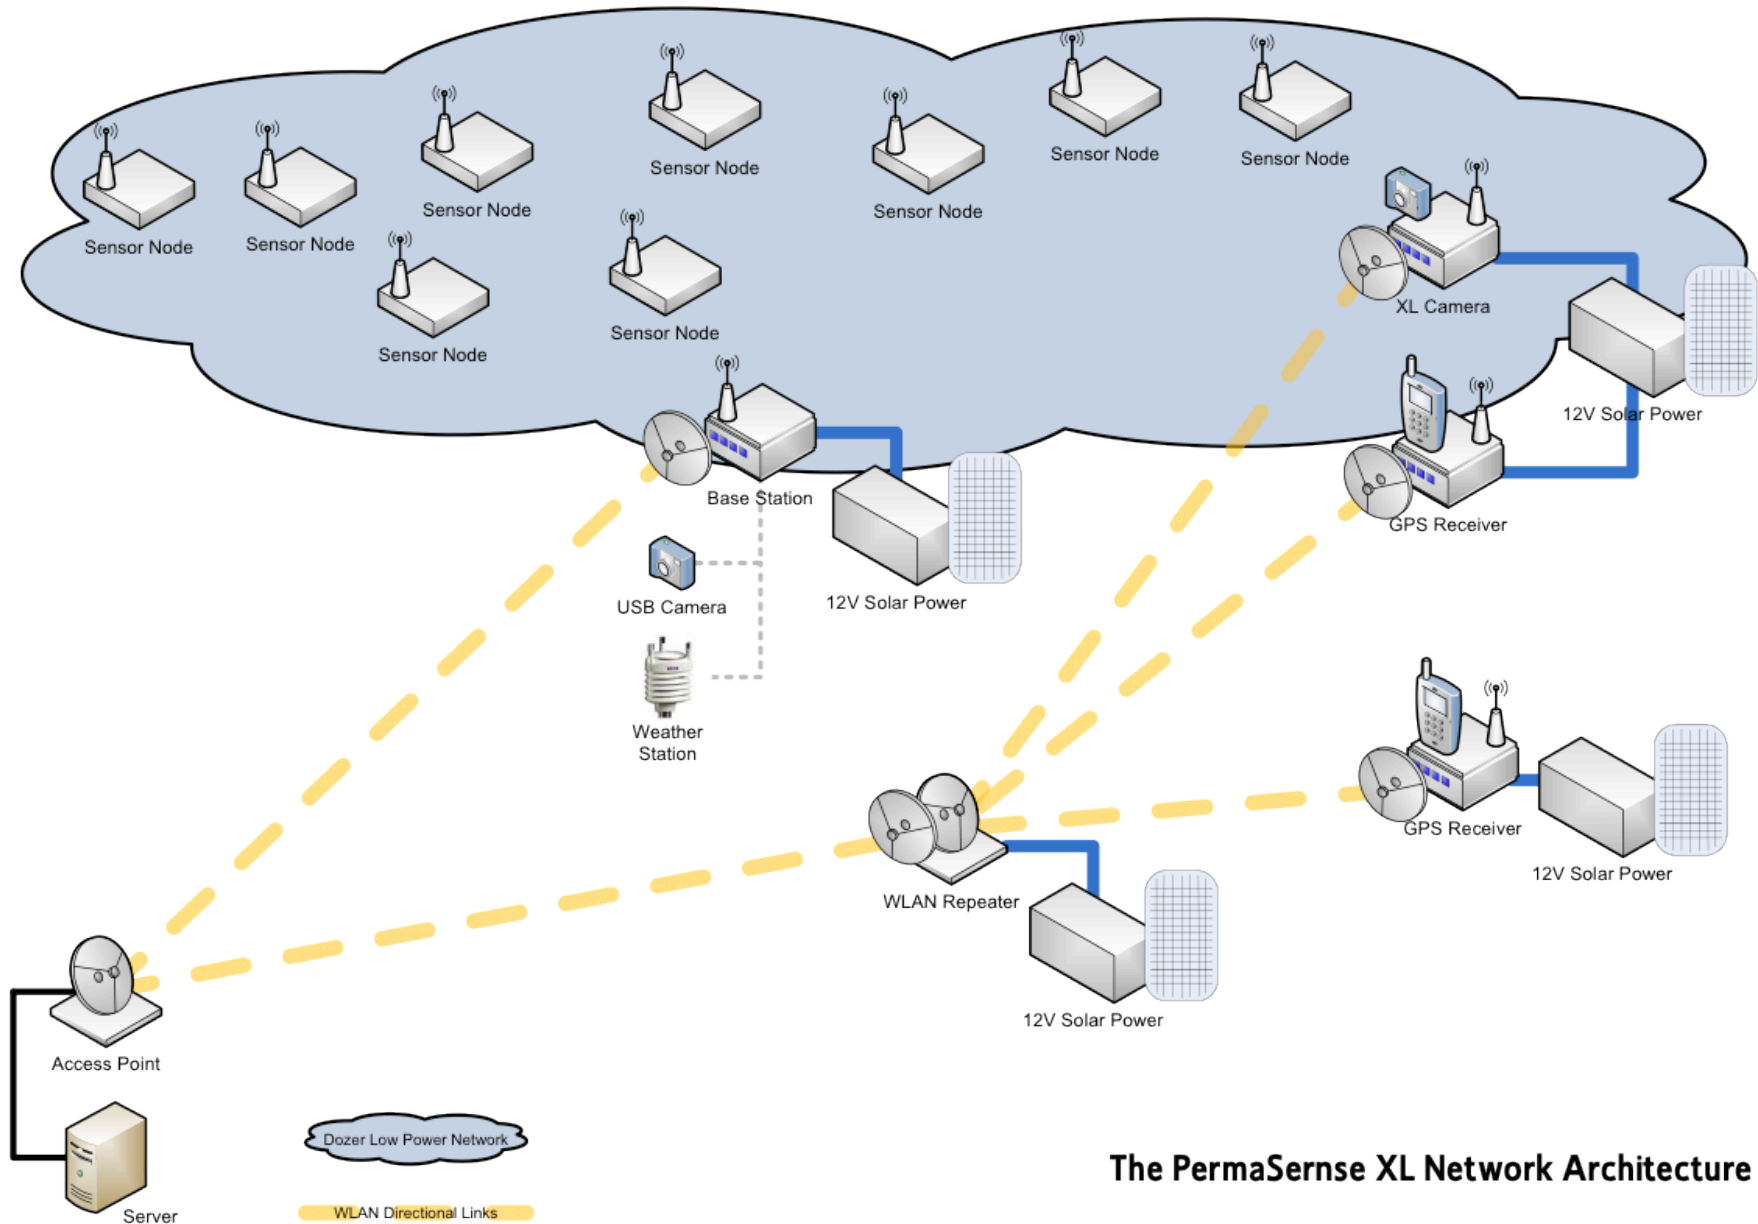 Sensor Node
Sensor Node
Sensor Node
Sensor Node
Sensor Node
Sensor Node
Sensor Node
Sensor Node
Sensor Node
XL Camera
12V Solar Power
Base Station
GPS Receiver
USB Camera
12V Solar Power
Weather
Station
GPS Receiver
12V Solar Power
WLAN Repeater
12V Solar Power
Access Point
Server
Dozer Low Power Network
WLAN Directional Links
The PermaSernse XL Network Architecture